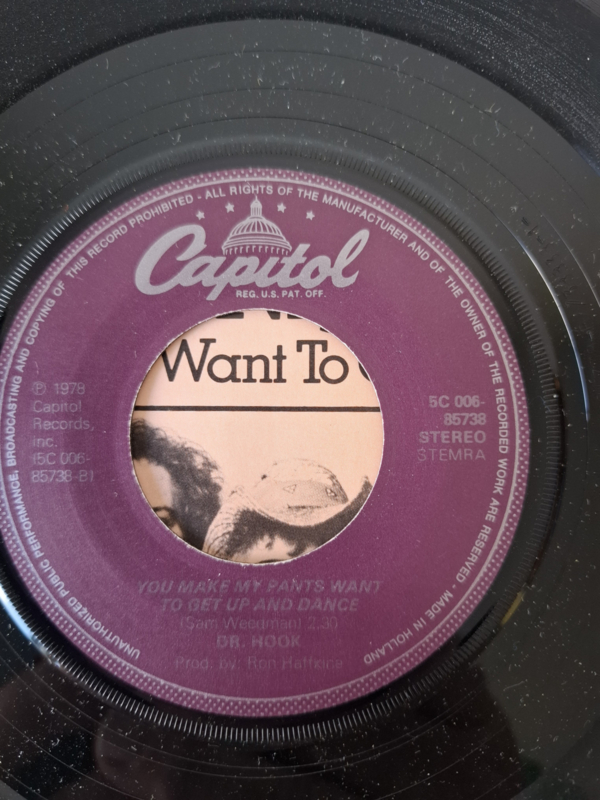 UNAUTHORIZED PUBLIC PERFORMANCE, BROADCASTING AND COPYING OF THIS RECORD PROHIBITED - ALL RIGHTS OF THE MANUFACTURER AND OF THE OWNER OF THE RECORDED WORK ARE RESERVED MADE IN HOLLAND
Capitol
REG. U.S. PAT. OFF.
Want To
℗ 1978
Capitol
Records,
Inc.
(5C 006-
85738-B)
5C 006-
85738
STEREO
STEMRA
YOU MAKE MY PANTS WANT
TO GET UP AND DANCE
(Sam Weedman) 2:30
DR. HOOK
Prod. by: Ron Haffkine